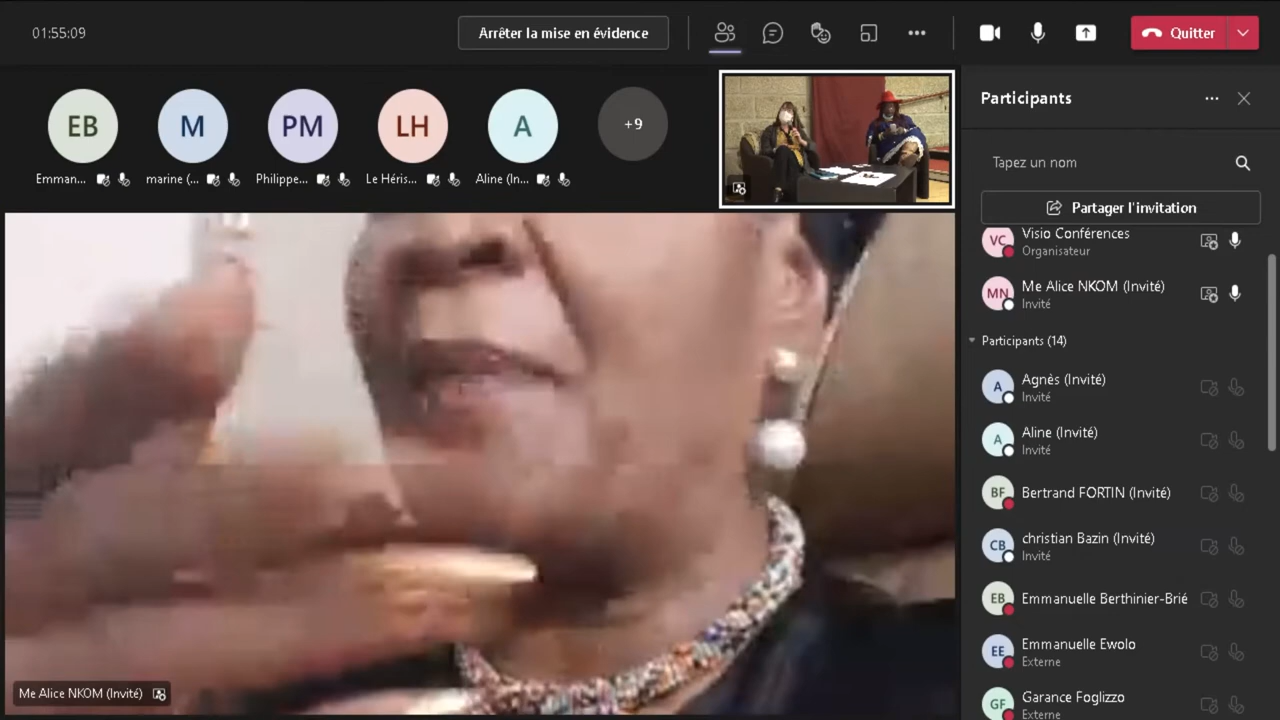 01:55:09
Arrêter la mise en évidence
Quitter
EB
M
PM
LH
A
+9
Emman...
marine (...
Philippe...
Le Héris...
Aline (In...
Participants
Tapez un nom
Partager l'invitation
VC
Visio Conférences
Organisateur
MN
Me Alice NKOM (Invité)
Invité
Participants (14)
A
Agnès (Invité)
Invité
A
Aline (Invité)
Invité
BF
Bertrand FORTIN (Invité)
CB
christian Bazin (Invité)
Invité
EB
Emmanuelle Berthinier-Brié
EE
Emmanuelle Ewolo
Externe
GF
Garance Foglizzo
Externe
Me Alice NKOM (Invité)